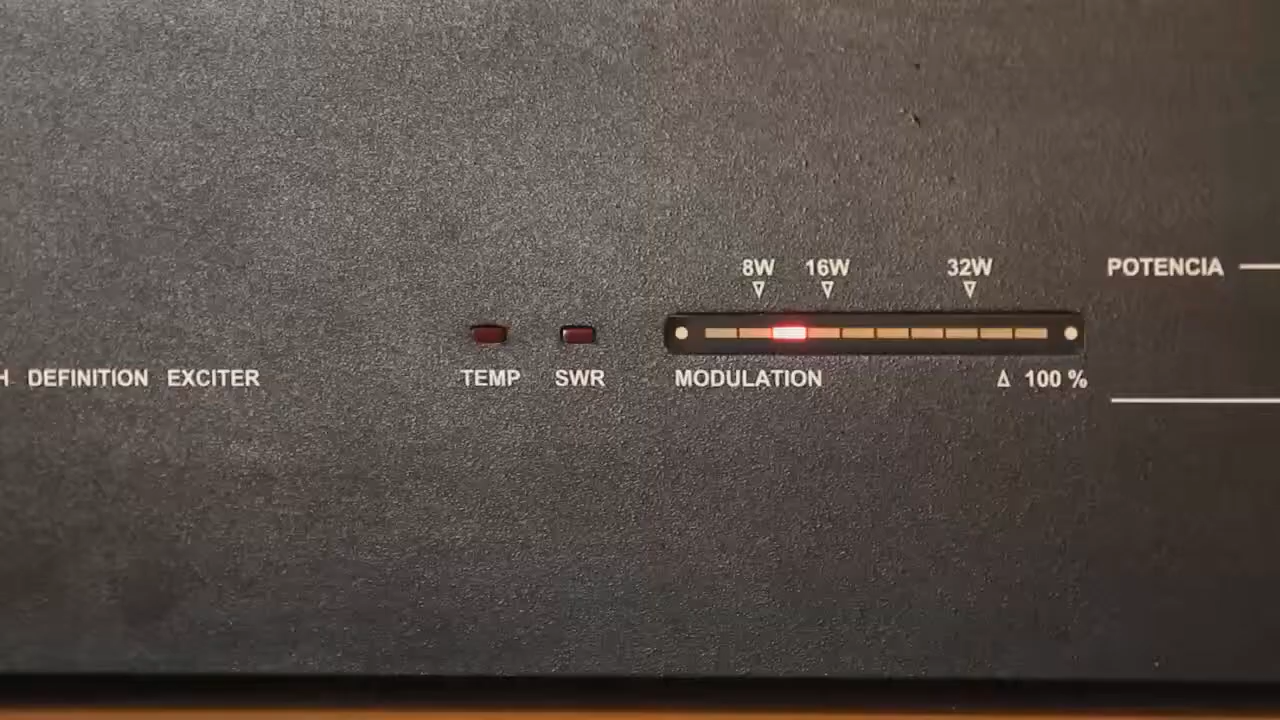 8W 16W 32W
POTENCIA
H DEFINITION EXCITER
TEMP SWR
MODULATION Δ 100 %